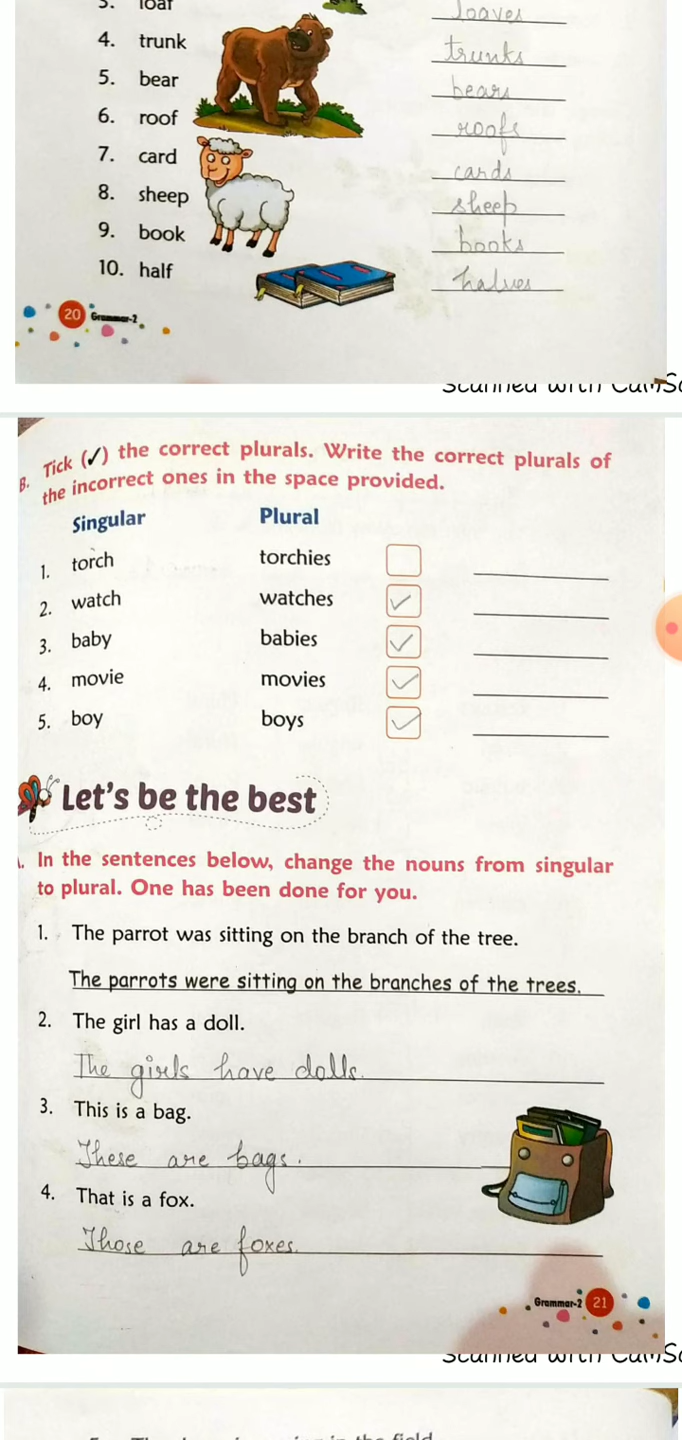 3. loaf loaves
4. trunk trunks
5. bear bears
6. roof roofs
7. card cards
8. sheep sheep
9. book books
10. half halves
20 Grammar-2
Scanned with CamSc
B. Tick (✓) the correct plurals. Write the correct plurals of
the incorrect ones in the space provided.
Singular Plural
1. torch torchies
2. watch watches ✓
3. baby babies ✓
4. movie movies ✓
5. boy boys ✓
Let's be the best
A. In the sentences below, change the nouns from singular
to plural. One has been done for you.
1. The parrot was sitting on the branch of the tree.
The parrots were sitting on the branches of the trees.
2. The girl has a doll.
The girls have dolls.
3. This is a bag.
These are bags.
4. That is a fox.
Those are foxes.
Grammar-2 21
Scanned with CamSc
in the field